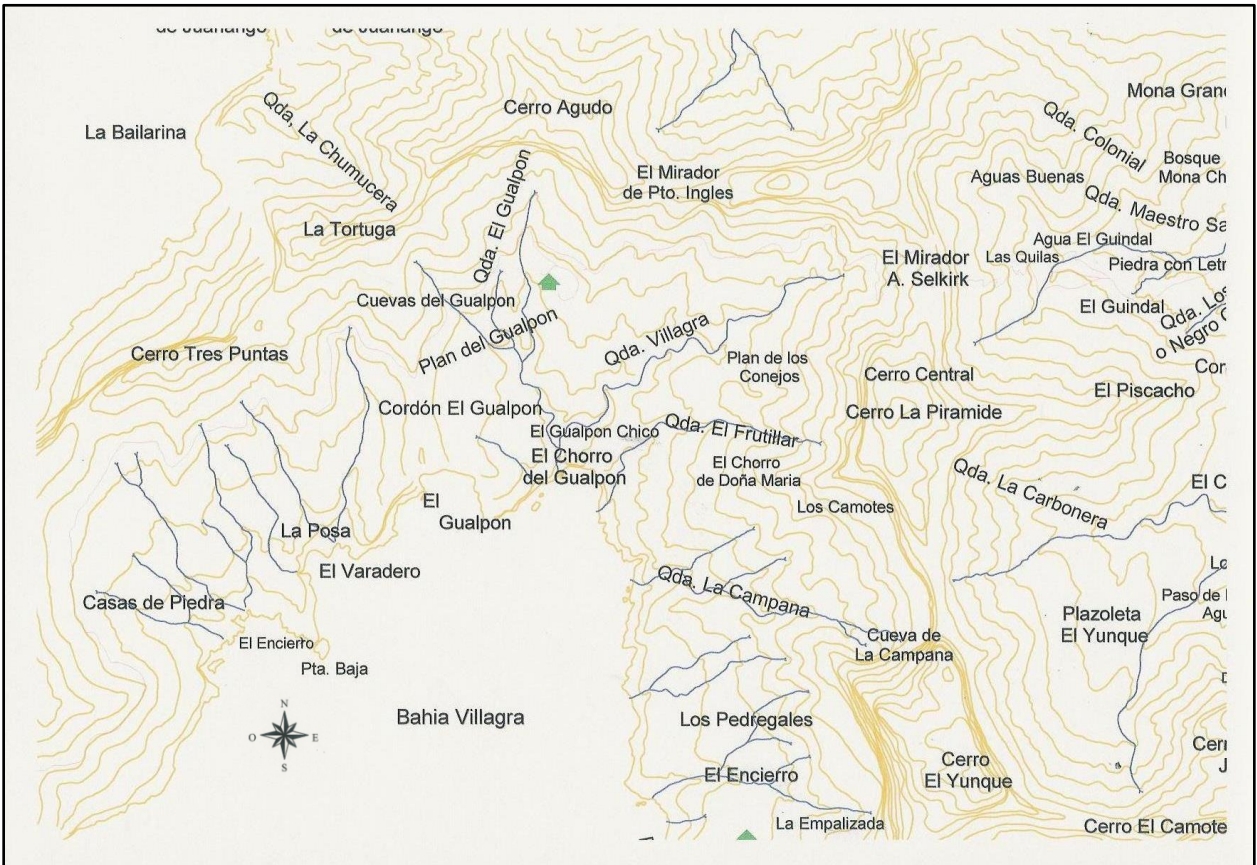 de Juanango
de Juanango
La Bailarina
Qda, La Chumucera
Cerro Agudo
Mona Gran
Qda. Colonial
Bosque
Mona Ch
El Mirador
de Pto. Ingles
Aguas Buenas
Qda. Maestro Sa
La Tortuga
Qda. El Gualpon
Agua El Guindal
Las Quilas
Piedra con Letr
El Mirador
A. Selkirk
Cuevas del Gualpon
El Guindal
Qda. Los
o Negro
Plan del Gualpon
Qda. Villagra
Cerro Tres Puntas
Plan de los
Conejos
Cerro Central
Cor
El Piscacho
Cordón El Gualpon
Cerro La Piramide
El Gualpon Chico
Qda. El Frutillar
El Chorro
del Gualpon
El Chorro
de Doña Maria
Qda. La Carbonera
El C
El
Gualpon
Los Camotes
La Posa
El Varadero
Qda. La Campana
Lo
Casas de Piedra
Paso de
Agu
Plazoleta
El Yunque
El Encierro
Cueva de
La Campana
Pta. Baja
Bahia Villagra
Los Pedregales
N
O
E
S
Cerr
J
El Encierro
Cerro
El Yunque
La Empalizada
Cerro El Camote